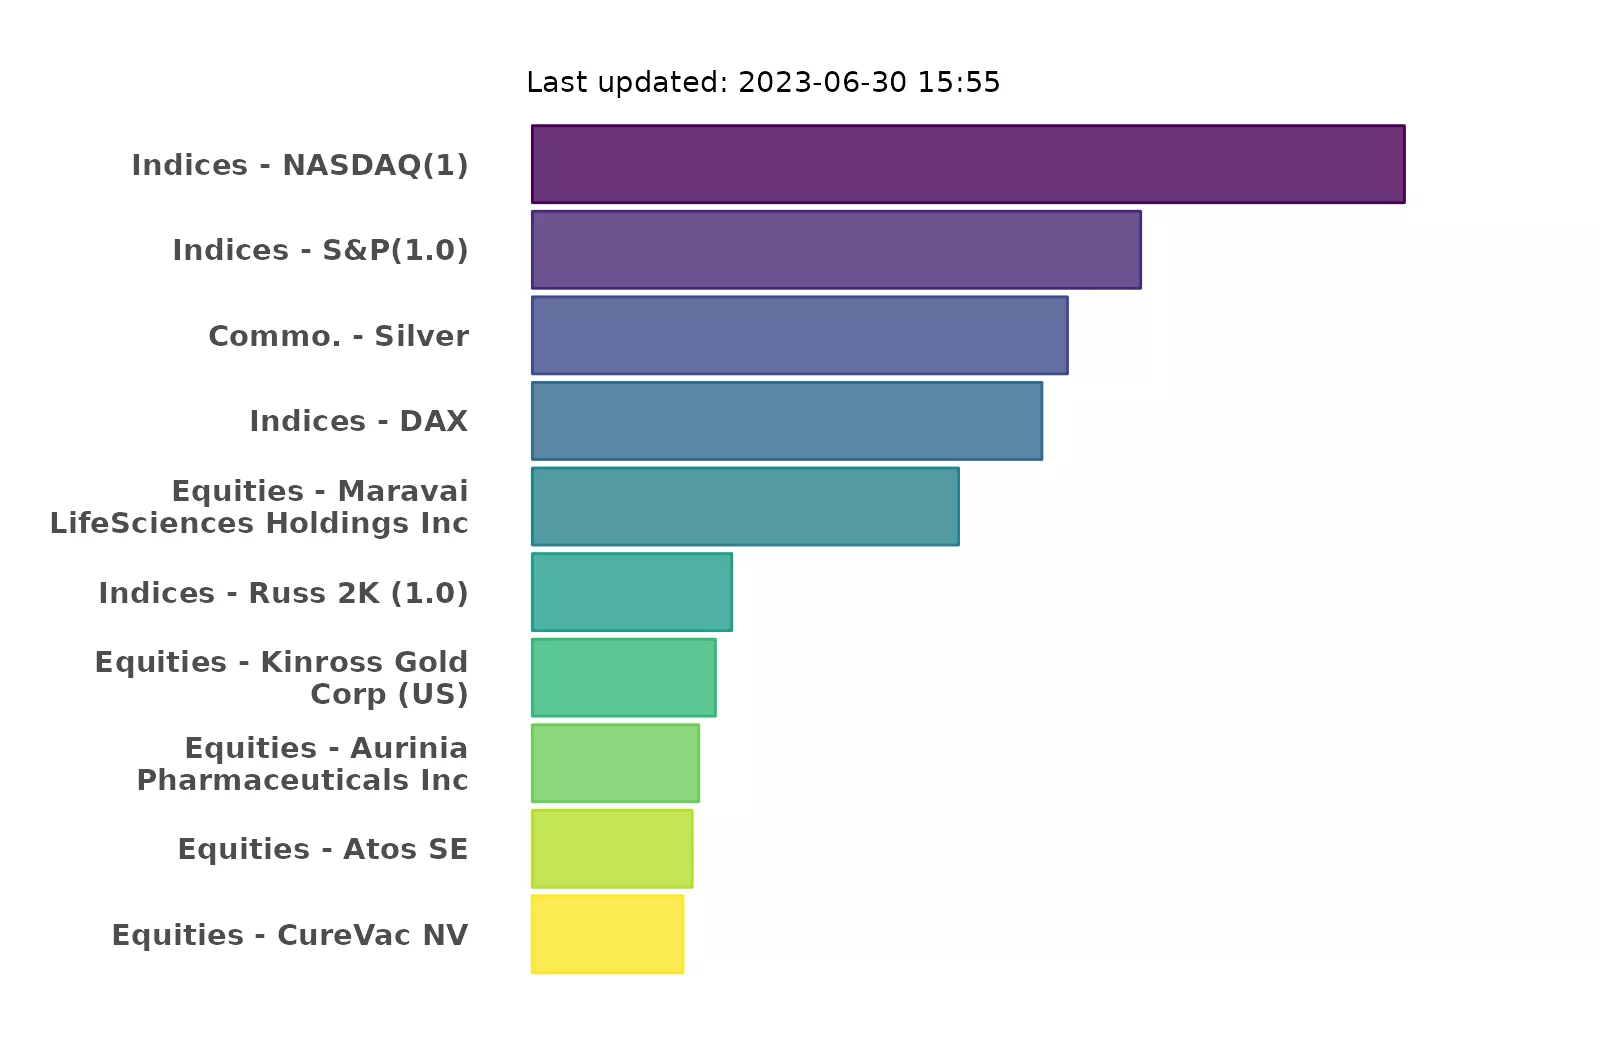 Last updated: 2023-06-30 15:55
Indices - NASDAQ(1)
Indices - S&P(1.0)
Commo. - Silver
Indices - DAX
Equities - Maravai
LifeSciences Holdings Inc
Indices - Russ 2K (1.0)
Equities - Kinross Gold
Corp (US)
Equities - Aurinia
Pharmaceuticals Inc
Equities - Atos SE
Equities - CureVac NV